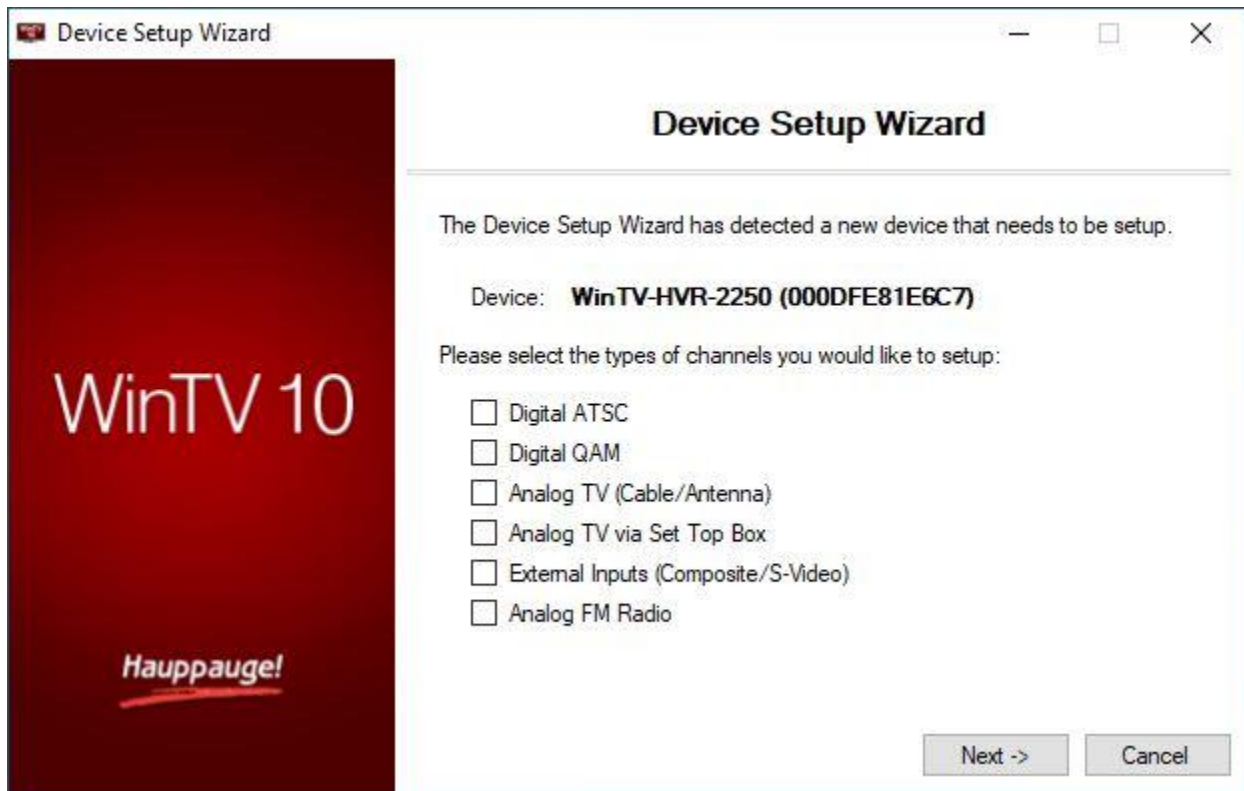 Device Setup Wizard
Device Setup Wizard
The Device Setup Wizard has detected a new device that needs to be setup.
Device: WinTV-HVR-2250 (000DFE81E6C7)
Please select the types of channels you would like to setup:
WinTV 10
Digital ATSC
Digital QAM
Analog TV (Cable/Antenna)
Analog TV via Set Top Box
External Inputs (Composite/S-Video)
Analog FM Radio
Hauppauge!
Next ->
Cancel